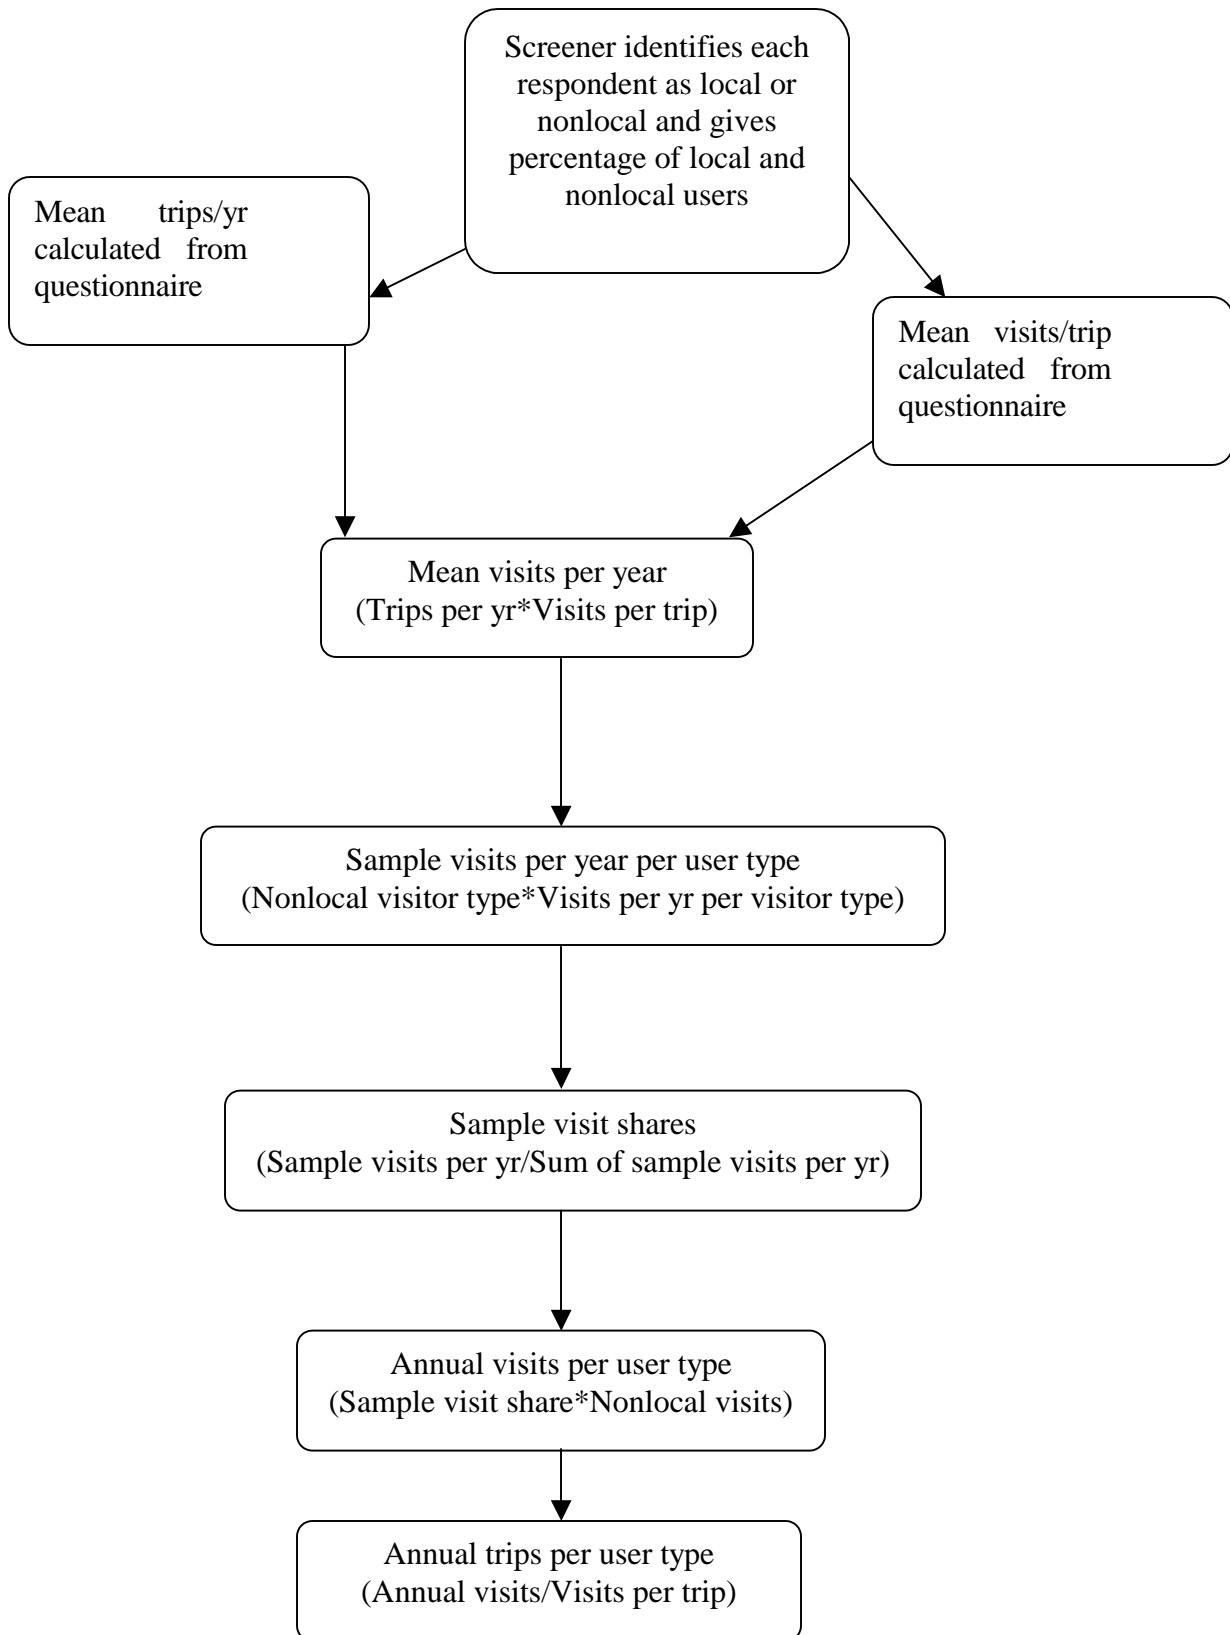 Screener identifies each
respondent as local or
nonlocal and gives
percentage of local and
nonlocal users
Mean trips/yr
calculated from
questionnaire
Mean visits/trip
calculated from
questionnaire
Mean visits per year
(Trips per yr*Visits per trip)
Sample visits per year per user type
(Nonlocal visitor type*Visits per yr per visitor type)
Sample visit shares
(Sample visits per yr/Sum of sample visits per yr)
Annual visits per user type
(Sample visit share*Nonlocal visits)
Annual trips per user type
(Annual visits/Visits per trip)